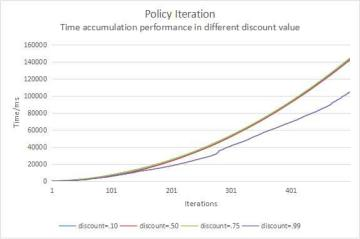 Policy Iteration
Time accumulation performance in different discount value
160000
140000
120000
100000
80000
60000
40000
20000
0
Time/ms
1 101 201 301 401
Iterations
discount=.10 discount=.50 discount=.75 discount=.99